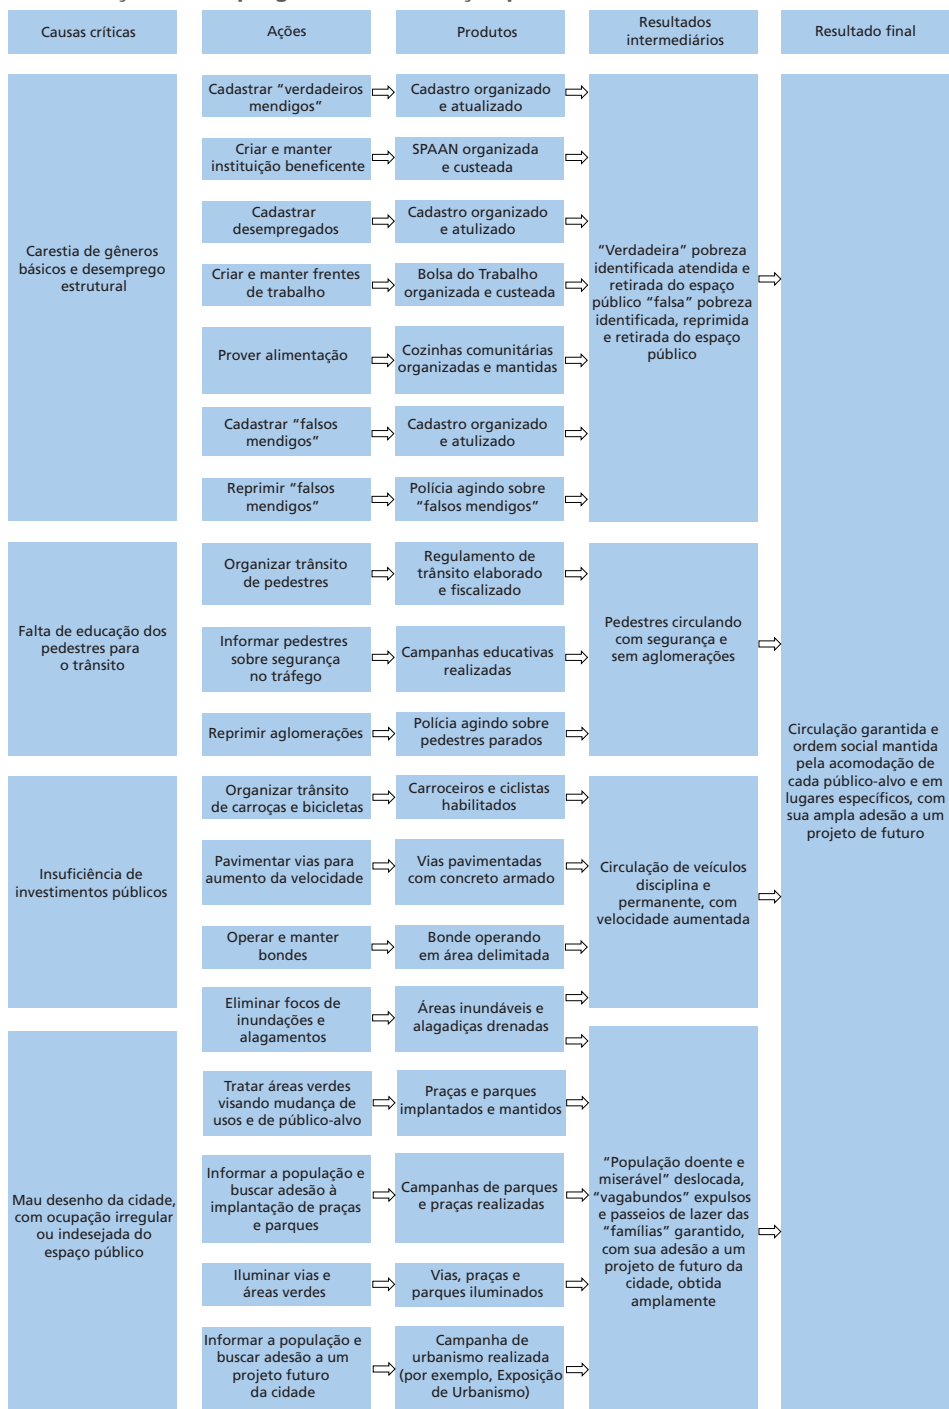 Causas críticas
Ações
Produtos
Resultados
intermediários
Resultado final
Carestia de gêneros
básicos e desemprego
estrutural
Cadastrar “verdadeiros
mendigos”
Cadastro organizado
e atualizado
Criar e manter
instituição beneficente
SPAAN organizada
e custeada
Cadastrar
desempregados
Cadastro organizado
e atulizado
Criar e manter frentes
de trabalho
Bolsa do Trabalho
organizada e custeada
Prover alimentação
Cozinhas comunitárias
organizadas e mantidas
Cadastrar “falsos
mendigos”
Cadastro organizado
e atulizado
Reprimir “falsos
mendigos”
Polícia agindo sobre
“falsos mendigos”
“Verdadeira” pobreza
identificada atendida e
retirada do espaço
público “falsa” pobreza
identificada, reprimida
e retirada do espaço
público
Falta de educação dos
pedestres para
o trânsito
Organizar trânsito
de pedestres
Regulamento de
trânsito elaborado
e fiscalizado
Informar pedestres
sobre segurança
no tráfego
Campanhas educativas
realizadas
Reprimir aglomerações
Polícia agindo sobre
pedestres parados
Pedestres circulando
com segurança e
sem aglomerações
Insuficiência de
investimentos públicos
Organizar trânsito
de carroças e bicicletas
Carroceiros e ciclistas
habilitados
Pavimentar vias para
aumento da velocidade
Vias pavimentadas
com concreto armado
Operar e manter
bondes
Bonde operando
em área delimitada
Eliminar focos de
inundações e
alagamentos
Áreas inundáveis e
alagadiças drenadas
Circulação de veículos
disciplina e
permanente, com
velocidade aumentada
Mau desenho da cidade,
com ocupação irregular
ou indesejada do
espaço público
Tratar áreas verdes
visando mudança de
usos e de público-alvo
Praças e parques
implantados e mantidos
Informar a população e
buscar adesão à
implantação de praças
e parques
Campanhas de parques
e praças realizadas
Iluminar vias e
áreas verdes
Vias, praças e
parques iluminados
Informar a população e
buscar adesão a um
projeto futuro
da cidade
Campanha de
urbanismo realizada
(por exemplo, Exposição
de Urbanismo)
“População doente e
miserável” deslocada,
“vagabundos” expulsos
e passeios de lazer das
“famílias” garantido,
com sua adesão a um
projeto de futuro da
cidade, obtida
amplamente
Circulação garantida e
ordem social mantida
pela acomodação de
cada público-alvo e em
lugares específicos, com
sua ampla adesão a um
projeto de futuro